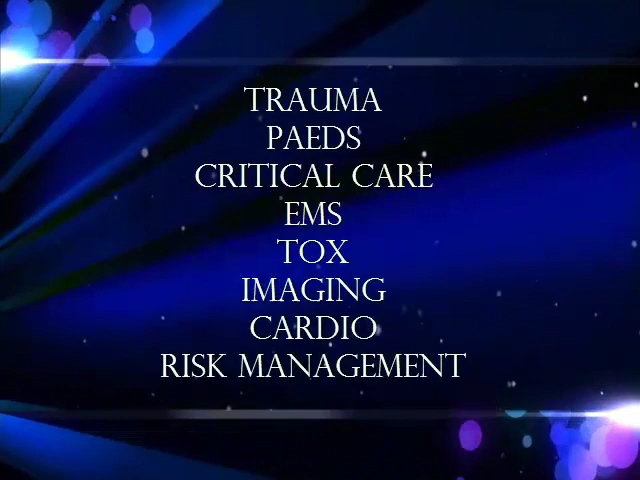 TRAUMA
PAEDS
CRITICAL CARE
EMS
TOX
IMAGING
CARDIO
RISK MANAGEMENT